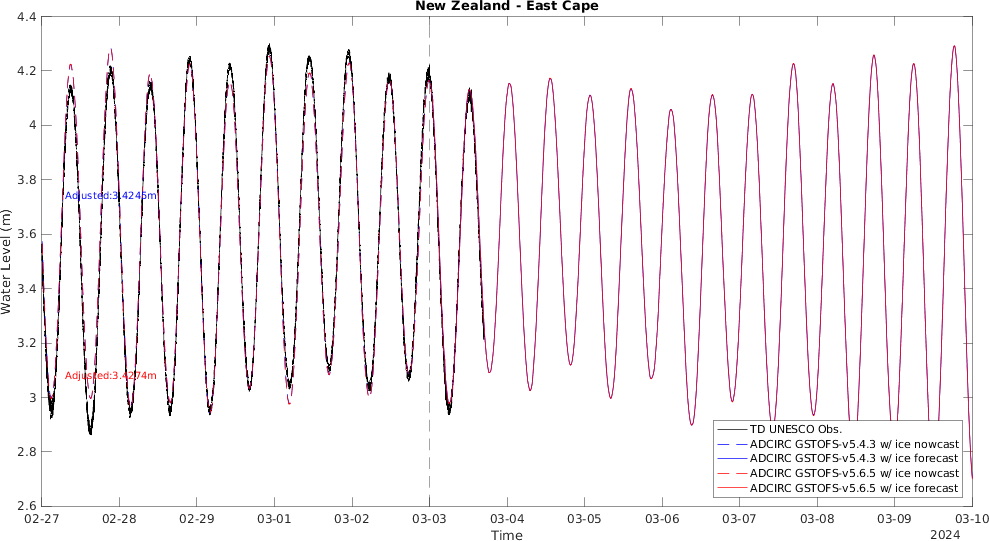 New Zealand - East Cape
4.4
4.2
4
3.8
3.6
3.4
3.2
3
2.8
2.6
Water Level (m)
Adjusted:3.4245m
Adjusted:3.4274m
TD UNESCO Obs.
ADCIRC GSTOFS-v5.4.3 w/ ice nowcast
ADCIRC GSTOFS-v5.4.3 w/ ice forecast
ADCIRC GSTOFS-v5.6.5 w/ ice nowcast
ADCIRC GSTOFS-v5.6.5 w/ ice forecast
02-27 02-28 02-29 03-01 03-02 03-03 03-04 03-05 03-06 03-07 03-08 03-09 03-10
Time
2024